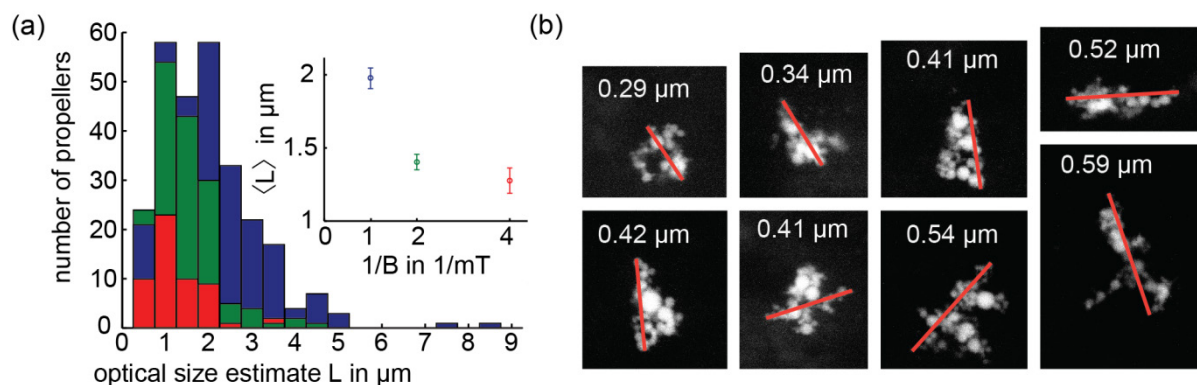 (a)
60
50
40
30
20
10
0
number of propellers
0 1 2 3 4 5 6 7 8 9
optical size estimate L in µm
2
1.5
1
⟨L⟩ in µm
0 1 2 4
1/B in 1/mT
(b)
0.29 µm
0.34 µm
0.41 µm
0.52 µm
0.42 µm
0.41 µm
0.54 µm
0.59 µm